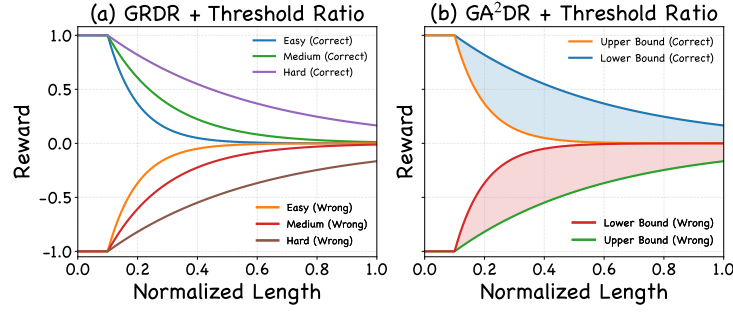 (a) GRDR + Threshold Ratio
1.0
0.5
0.0
−0.5
−1.0
Reward
Easy (Correct)
Medium (Correct)
Hard (Correct)
Easy (Wrong)
Medium (Wrong)
Hard (Wrong)
0.0 0.2 0.4 0.6 0.8 1.0
Normalized Length
(b) GA²DR + Threshold Ratio
Reward
Upper Bound (Correct)
Lower Bound (Correct)
Lower Bound (Wrong)
Upper Bound (Wrong)
0.0 0.2 0.4 0.6 0.8 1.0
Normalized Length